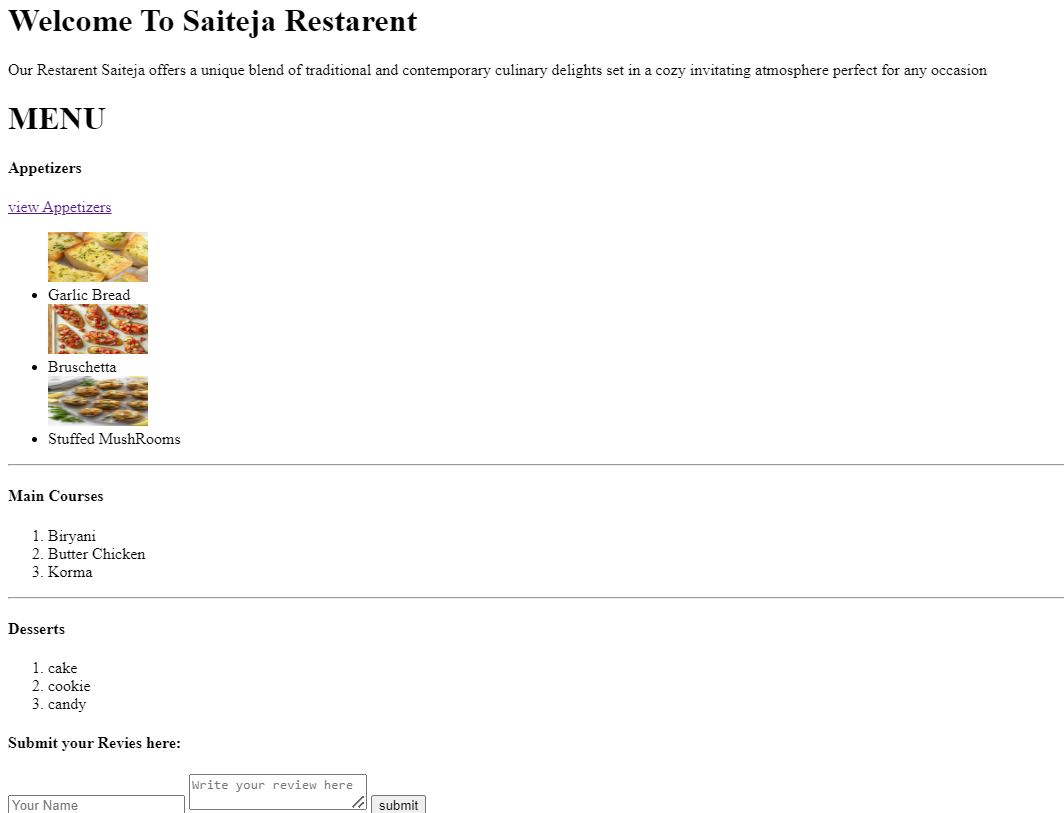 Welcome To Saiteja Restarent
Our Restarent Saiteja offers a unique blend of traditional and contemporary culinary delights set in a cozy invitating atmosphere perfect for any occasion
MENU
Appetizers
view Appetizers
• Garlic Bread
• Bruschetta
• Stuffed MushRooms
Main Courses
1. Biryani
2. Butter Chicken
3. Korma
Desserts
1. cake
2. cookie
3. candy
Submit your Revies here:
Your Name Write your review here submit